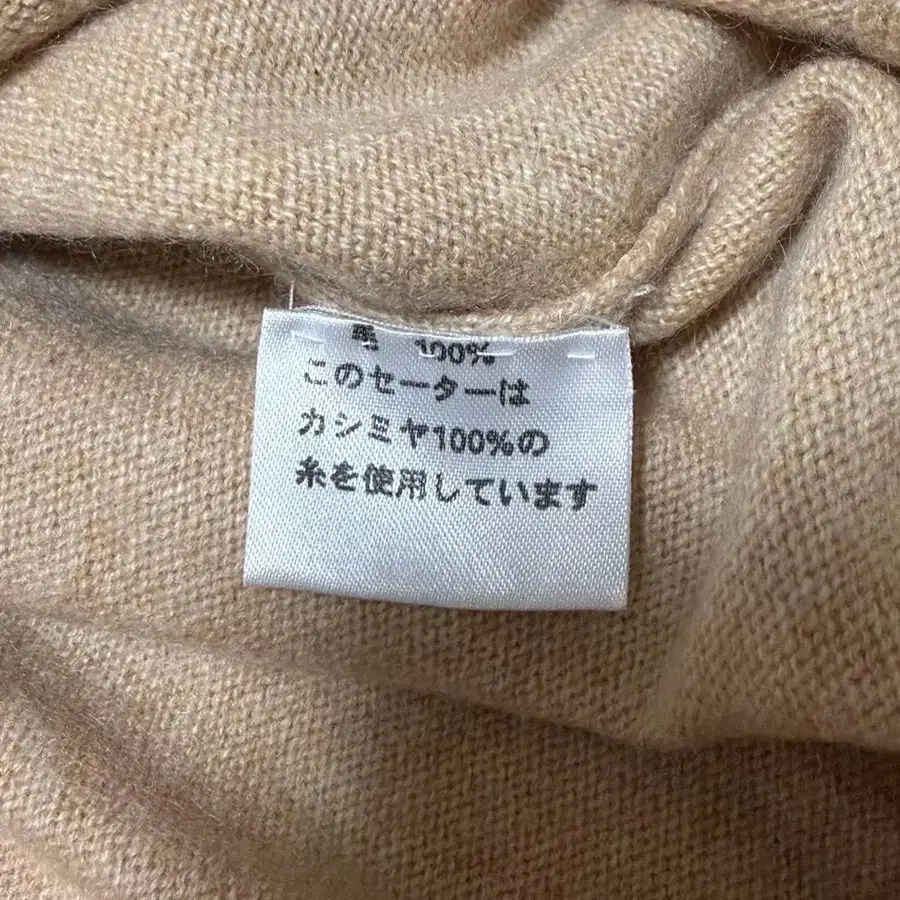 毛 100%
このセーターは
カシミヤ100%の
糸を使用しています